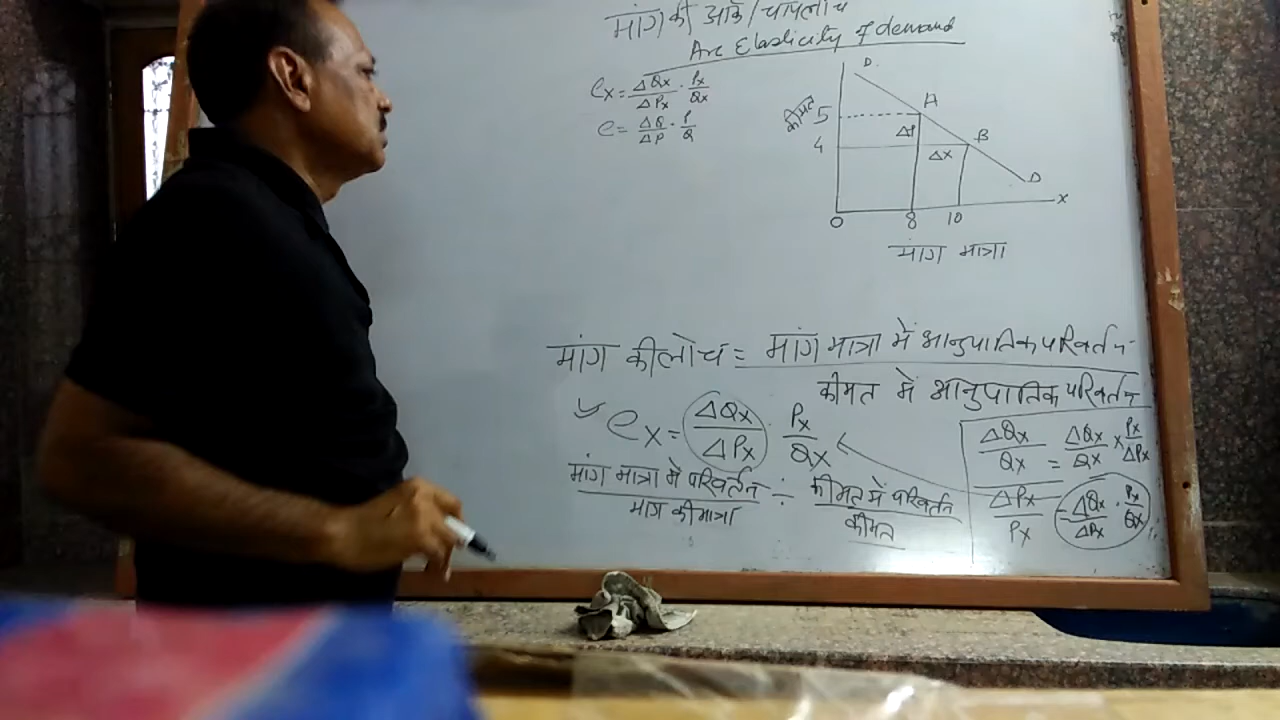 मांग की आर्क/चापलोच
Arc Elasticity of demand
ex = ΔQx/ΔPx · Px/Qx
e = ΔQ/ΔP · P/Q
D
कीमत
5
A
ΔP
4
B
ΔX
D
O 8 10 X
मांग मात्रा
मांग की लोच = मांग मात्रा में आनुपातिक परिवर्तन / कीमत में आनुपातिक परिवर्तन
ex = ΔQx/ΔPx · Px/Qx
मांग मात्रा में परिवर्तन / मांग की मात्रा ÷ कीमत में परिवर्तन / कीमत
ΔQx/Qx = ΔQx/Qx × Px/ΔPx
ΔPx/Px = ΔQx/ΔPx · Px/Qx